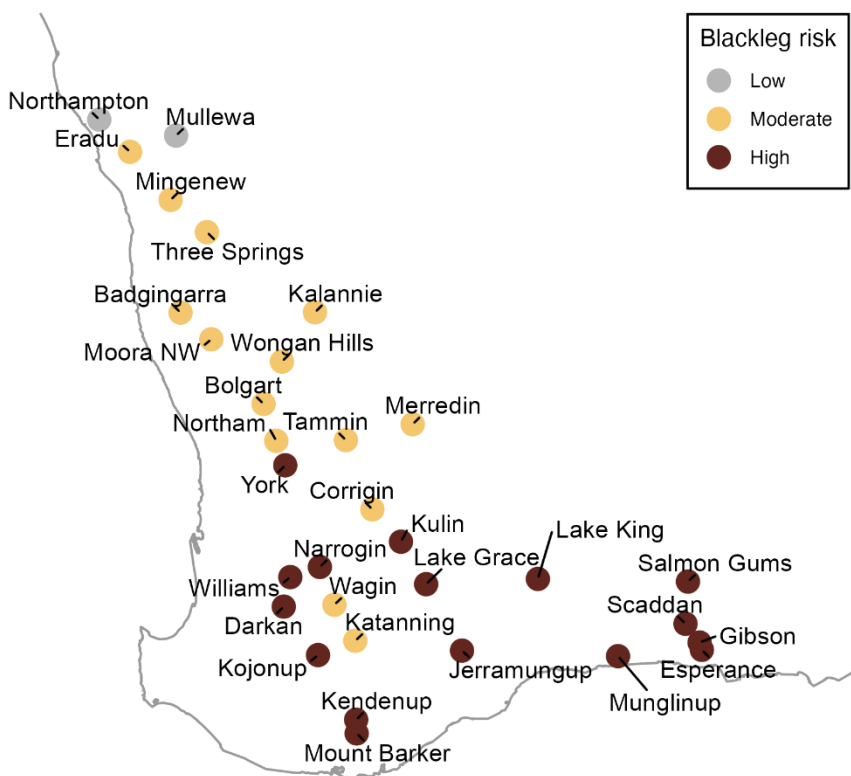 Blackleg risk
Low
Moderate
High
Northampton
Mullewa
Eradu
Mingenew
Three Springs
Badgingarra
Kalannie
Moora NW
Wongan Hills
Bolgart
Merredin
Northam
Tammin
York
Corrigin
Kulin
Narrogin
Lake Grace
Lake King
Salmon Gums
Williams
Wagin
Scaddan
Darkan
Katanning
Gibson
Kojonup
Jerramungup
Esperance
Munglinup
Kendenup
Mount Barker